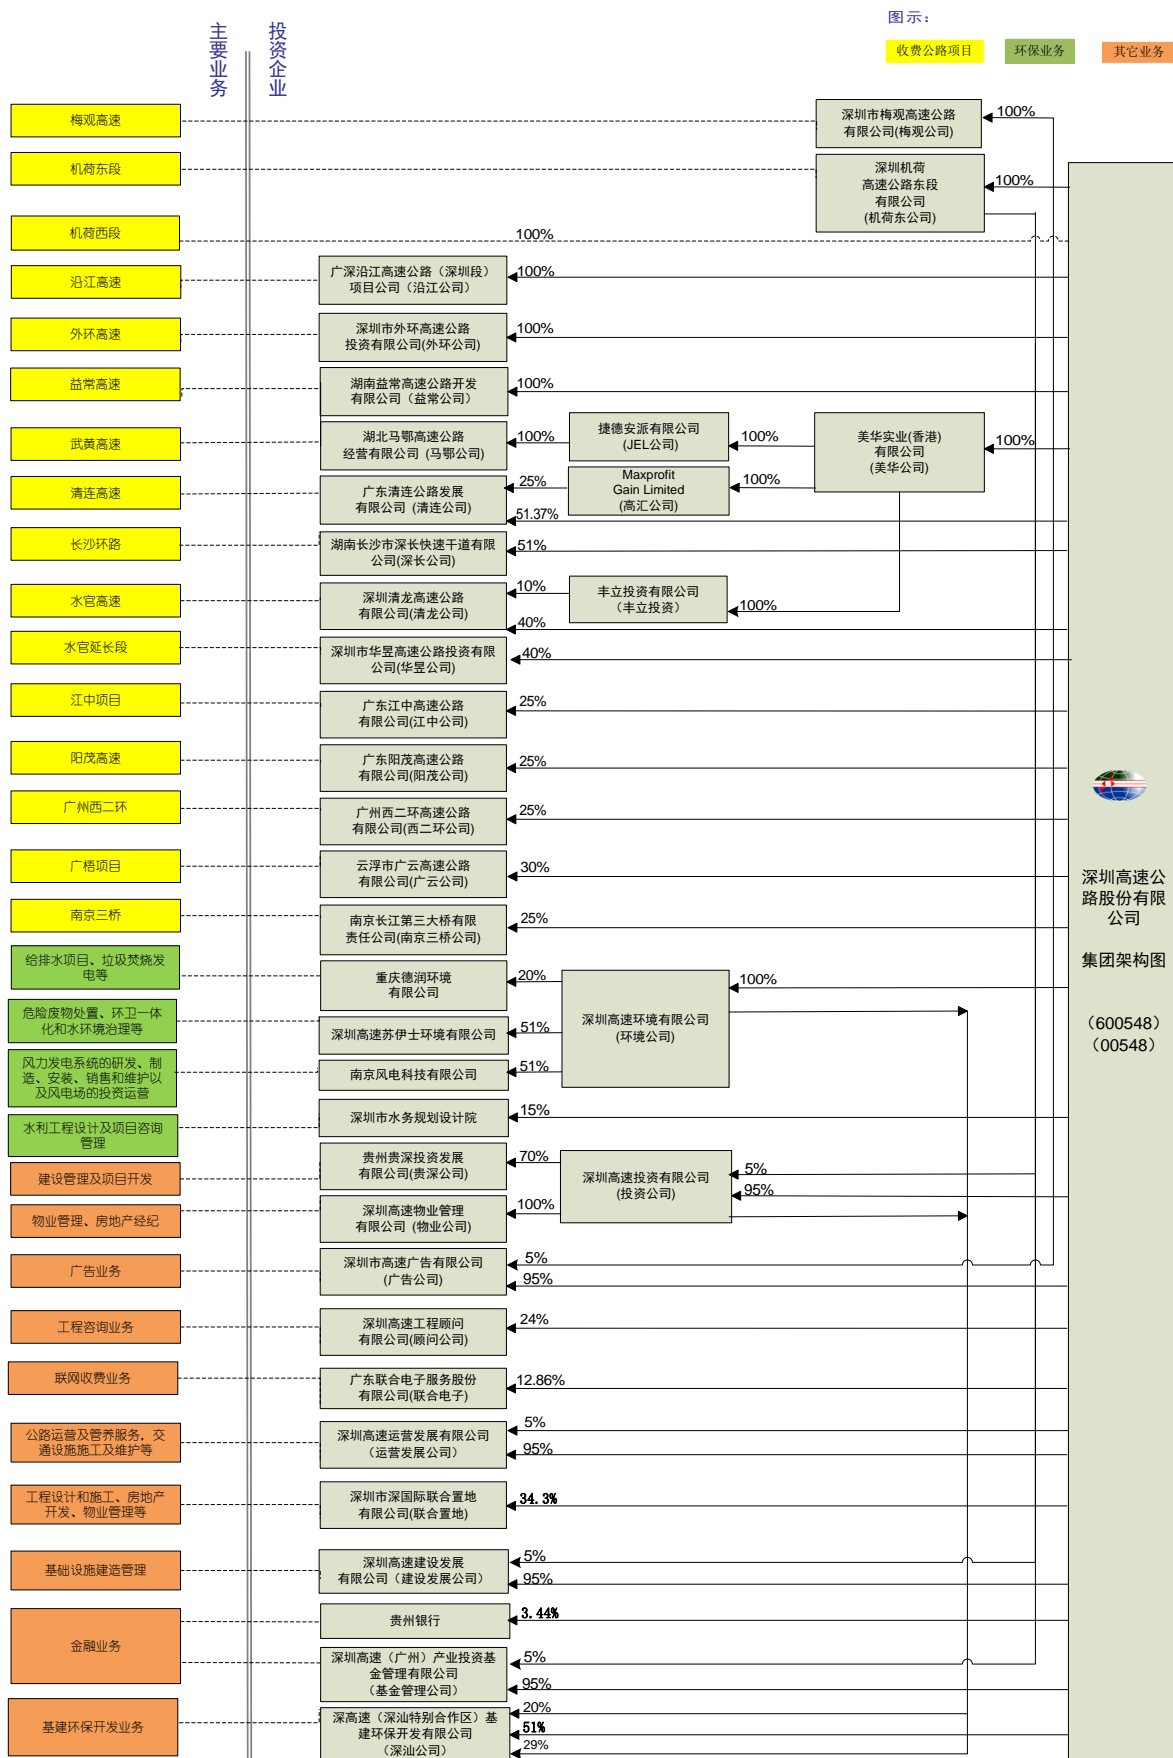 图示：
收费公路项目
环保业务
其它业务
主要业务
投资企业
梅观高速
深圳市梅观高速公路
有限公司(梅观公司)
100%
机荷东段
深圳机荷
高速公路东段
有限公司
(机荷东公司)
100%
机荷西段
100%
沿江高速
广深沿江高速公路（深圳段）
项目公司（沿江公司）
100%
外环高速
深圳市外环高速公路
投资有限公司(外环公司)
100%
益常高速
湖南益常高速公路开发
有限公司（益常公司）
100%
武黄高速
湖北马鄂高速公路
经营有限公司 (马鄂公司)
100%
捷德安派有限公司
(JEL公司)
100%
美华实业(香港)
有限公司
(美华公司)
100%
清连高速
广东清连公路发展
有限公司 (清连公司)
25%
51.37%
Maxprofit
Gain Limited
(高汇公司)
100%
长沙环路
湖南长沙市深长快速干道有限
公司(深长公司)
51%
水官高速
深圳清龙高速公路
有限公司(清龙公司)
10%
40%
丰立投资有限公司
（丰立投资）
100%
水官延长段
深圳市华昱高速公路投资有限
公司(华昱公司)
40%
江中项目
广东江中高速公路
有限公司(江中公司)
25%
阳茂高速
广东阳茂高速公路
有限公司(阳茂公司)
25%
广州西二环
广州西二环高速公路
有限公司(西二环公司)
25%
广梧项目
云浮市广云高速公路
有限公司(广云公司)
30%
南京三桥
南京长江第三大桥有限
责任公司(南京三桥公司)
25%
深圳高速公
路股份有限
公司
集团架构图
（600548）
（00548）
给排水项目、垃圾焚烧发
电等
重庆德润环境
有限公司
20%
深圳高速环境有限公司
(环境公司)
100%
危险废物处置、环卫一体
化和水环境治理等
深圳高速苏伊士环境有限公司
51%
风力发电系统的研发、制
造、安装、销售和维护以
及风电场的投资运营
南京风电科技有限公司
51%
水利工程设计及项目咨询
管理
深圳市水务规划设计院
15%
建设管理及项目开发
贵州贵深投资发展
有限公司(贵深公司)
70%
深圳高速投资有限公司
(投资公司)
5%
95%
物业管理、房地产经纪
深圳高速物业管理
有限公司 (物业公司)
100%
广告业务
深圳市高速广告有限公司
(广告公司)
5%
95%
工程咨询业务
深圳高速工程顾问
有限公司(顾问公司)
24%
联网收费业务
广东联合电子服务股份
有限公司(联合电子)
12.86%
公路运营及管养服务，交
通设施施工及维护等
深圳高速运营发展有限公司
（运营发展公司）
5%
95%
工程设计和施工、房地产
开发、物业管理等
深圳市深国际联合置地
有限公司(联合置地)
34.3%
基础设施建造管理
深圳高速建设发展
有限公司（建设发展公司）
5%
95%
金融业务
贵州银行
3.44%
深圳高速（广州）产业投资基
金管理有限公司
（基金管理公司）
5%
95%
基建环保开发业务
深高速（深汕特别合作区）基
建环保开发有限公司
（深汕公司）
20%
51%
29%